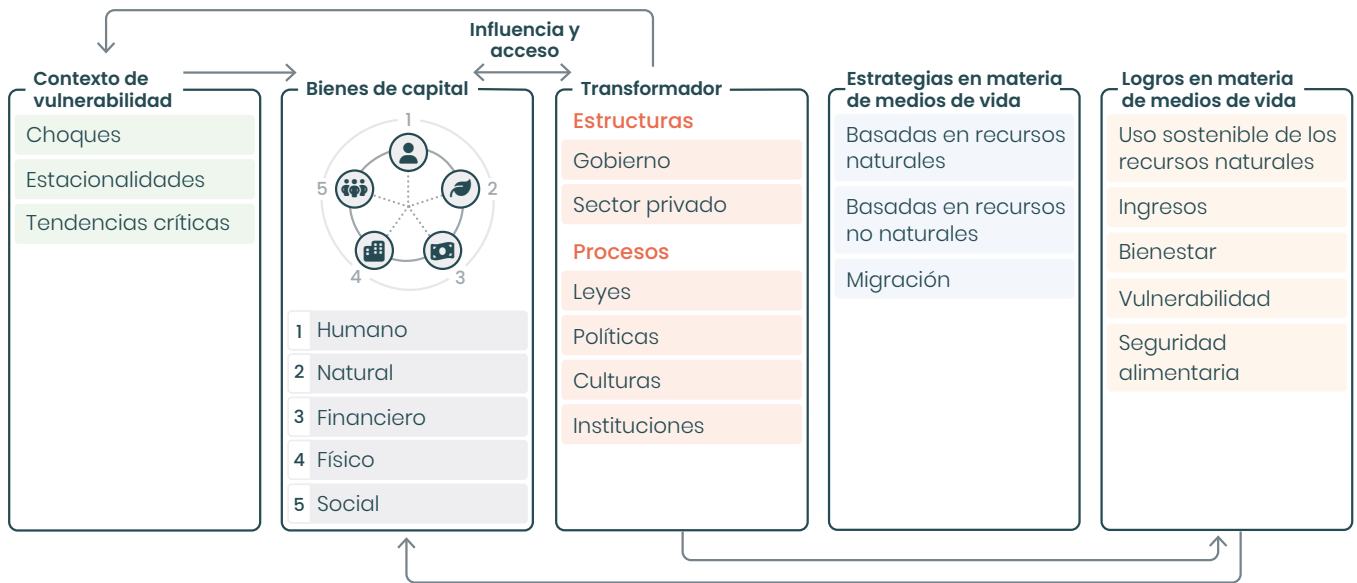 Influencia y
acceso
Contexto de
vulnerabilidad
Choques
Estacionalidades
Tendencias críticas
Bienes de capital
1
2
3
4
5
1 Humano
2 Natural
3 Financiero
4 Físico
5 Social
Transformador
Estructuras
Gobierno
Sector privado
Procesos
Leyes
Políticas
Culturas
Instituciones
Estrategias en materia
de medios de vida
Basadas en recursos
naturales
Basadas en recursos
no naturales
Migración
Logros en materia
de medios de vida
Uso sostenible de los
recursos naturales
Ingresos
Bienestar
Vulnerabilidad
Seguridad
alimentaria